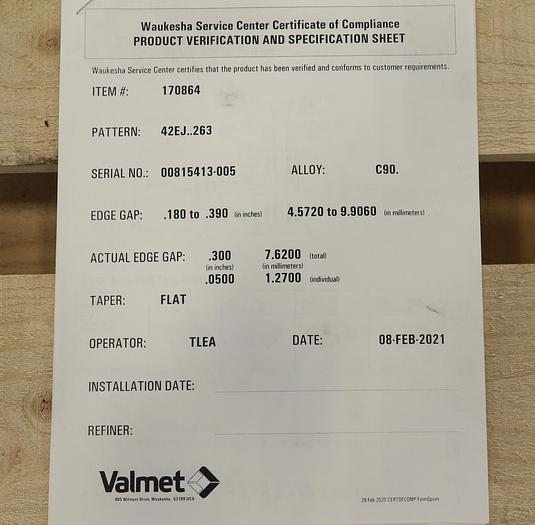 Waukesha Service Center Certificate of Compliance
PRODUCT VERIFICATION AND SPECIFICATION SHEET
Waukesha Service Center certifies that the product has been verified and conforms to customer requirements.
ITEM #: 170864
PATTERN: 42EJ..263
SERIAL NO.: 00815413-005 ALLOY: C90.
EDGE GAP: .180 to .390 (in inches) 4.5720 to 9.9060 (in millimeters)
ACTUAL EDGE GAP: .300 7.6200 (total)
(in inches) (in millimeters)
.0500 1.2700 (individual)
TAPER: FLAT
OPERATOR: TLEA DATE: 08-FEB-2021
INSTALLATION DATE:
REFINER:
Valmet
Drive, Waukesha, 53189 USA
28 Feb 2020 CERTOFCOMP FormSprint